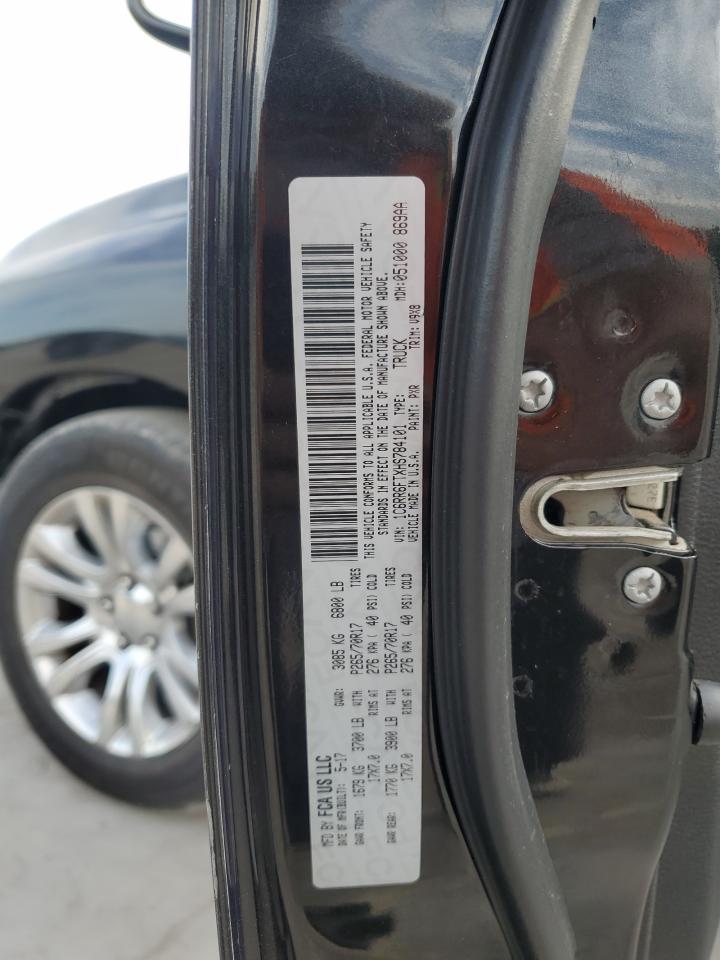 MFD BY FCA US LLC
DATE OF MFR(BUILT): 5-17 GVWR: 3085 KG 6800 LB
GAWR FRONT: 1679 KG 3700 LB WITH P265/70R17 TIRES
17X7.0 RIMS AT 276 KPA ( 40 PSI) COLD
GAWR REAR: 1770 KG 3900 LB WITH P265/70R17 TIRES
17X7.0 RIMS AT 276 KPA ( 40 PSI) COLD
THIS VEHICLE CONFORMS TO ALL APPLICABLE U.S.A. FEDERAL MOTOR VEHICLE SAFETY
STANDARDS IN EFFECT ON THE DATE OF MANUFACTURE SHOWN ABOVE.
VIN: 1C6RR6FTXHS784101 TYPE: TRUCK MDH:051000 869AA
VEHICLE MADE IN U.S.A. PAINT: PXR TRIM: V9X8